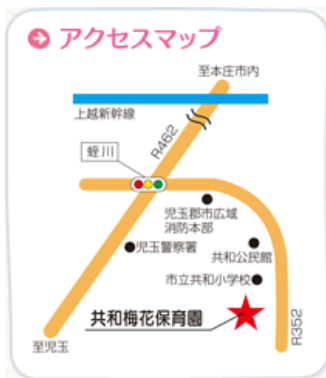 アクセスマップ
至本庄市内
上越新幹線
R462
蛭川
児玉郡市広域
消防本部
児玉警察署
共和公民館
市立共和小学校
共和梅花保育園
R352
至児玉